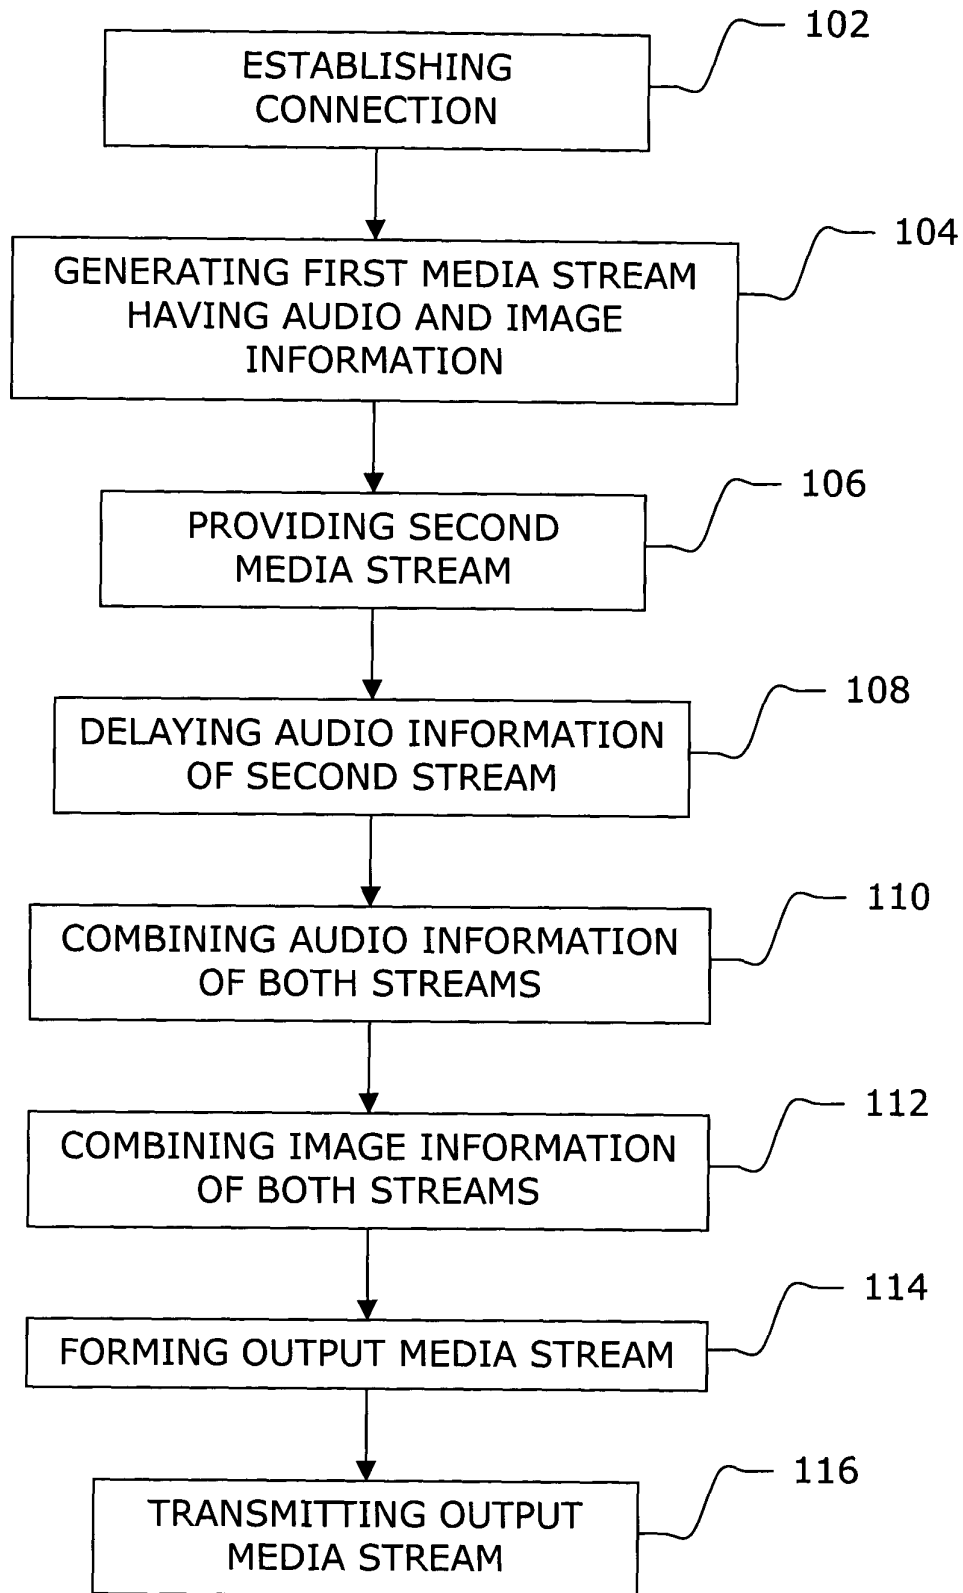 102
ESTABLISHING
CONNECTION
104
GENERATING FIRST MEDIA STREAM
HAVING AUDIO AND IMAGE
INFORMATION
106
PROVIDING SECOND
MEDIA STREAM
108
DELAYING AUDIO INFORMATION
OF SECOND STREAM
110
COMBINING AUDIO INFORMATION
OF BOTH STREAMS
112
COMBINING IMAGE INFORMATION
OF BOTH STREAMS
114
FORMING OUTPUT MEDIA STREAM
116
TRANSMITTING OUTPUT
MEDIA STREAM